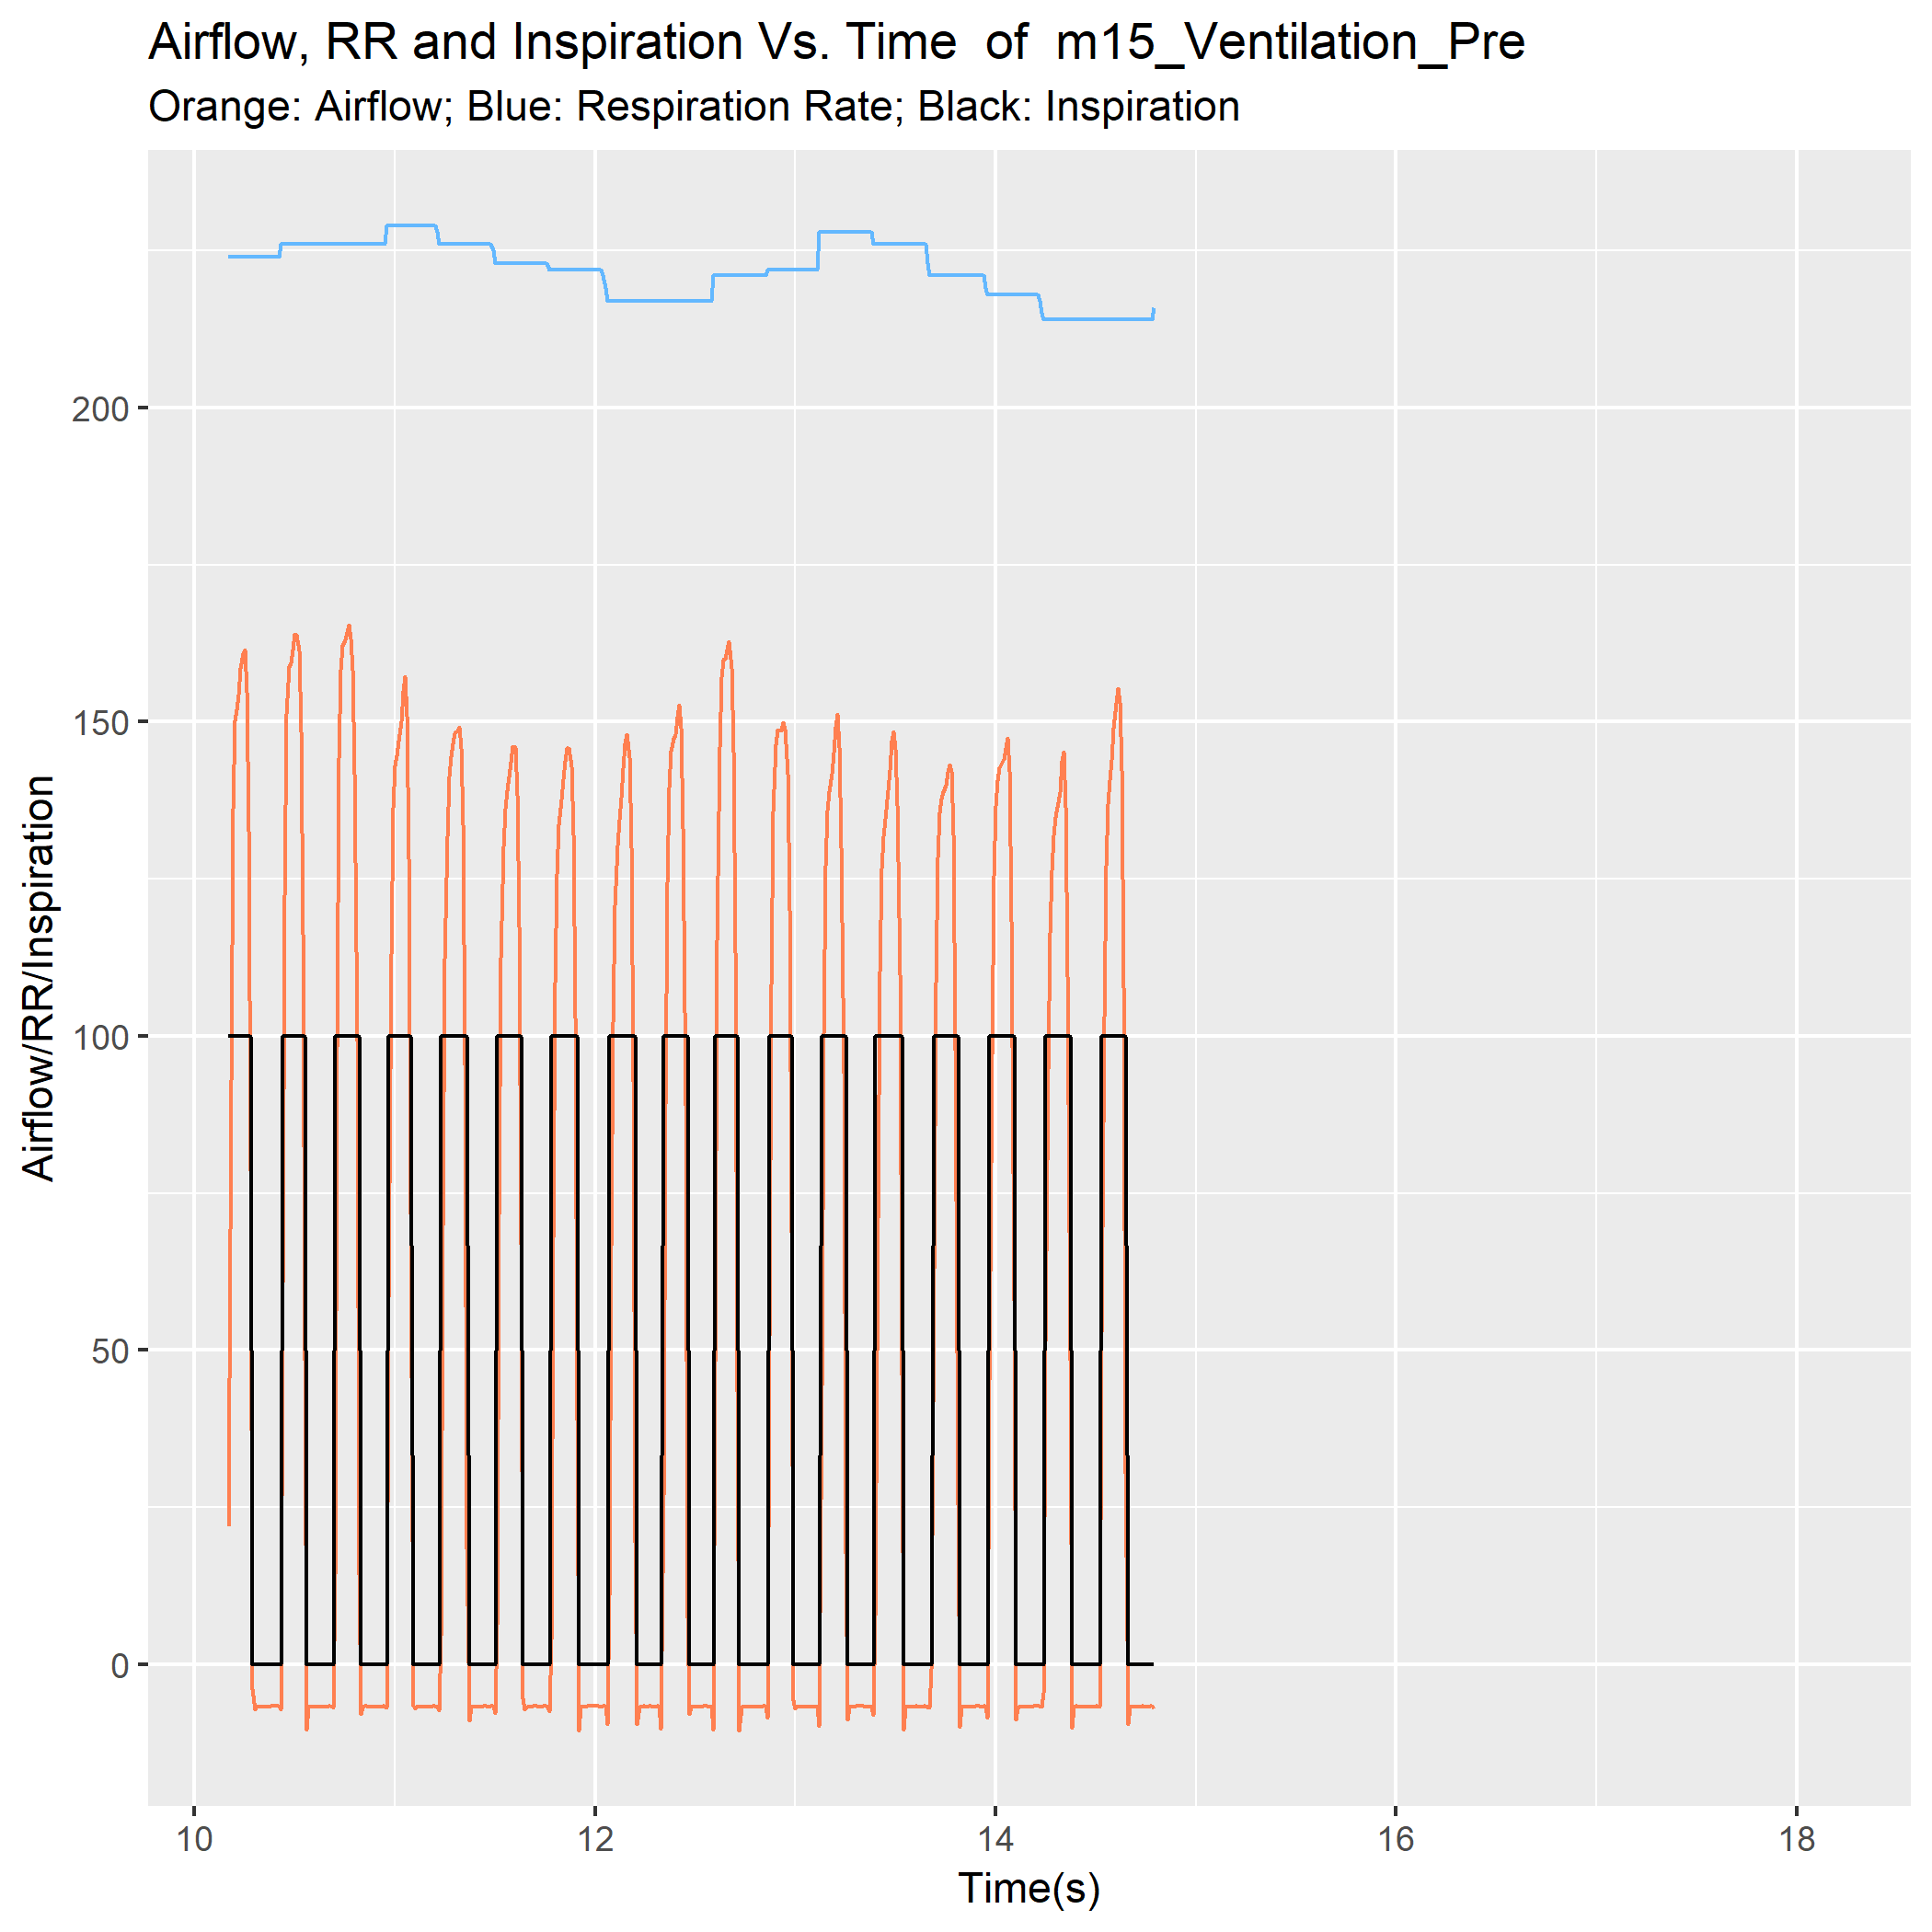 Airflow, RR and Inspiration Vs. Time  of  m15_Ventilation_Pre
Orange: Airflow; Blue: Respiration Rate; Black: Inspiration
Airflow/RR/Inspiration
200
150
100
50
0
10 12 14 16 18
Time(s)